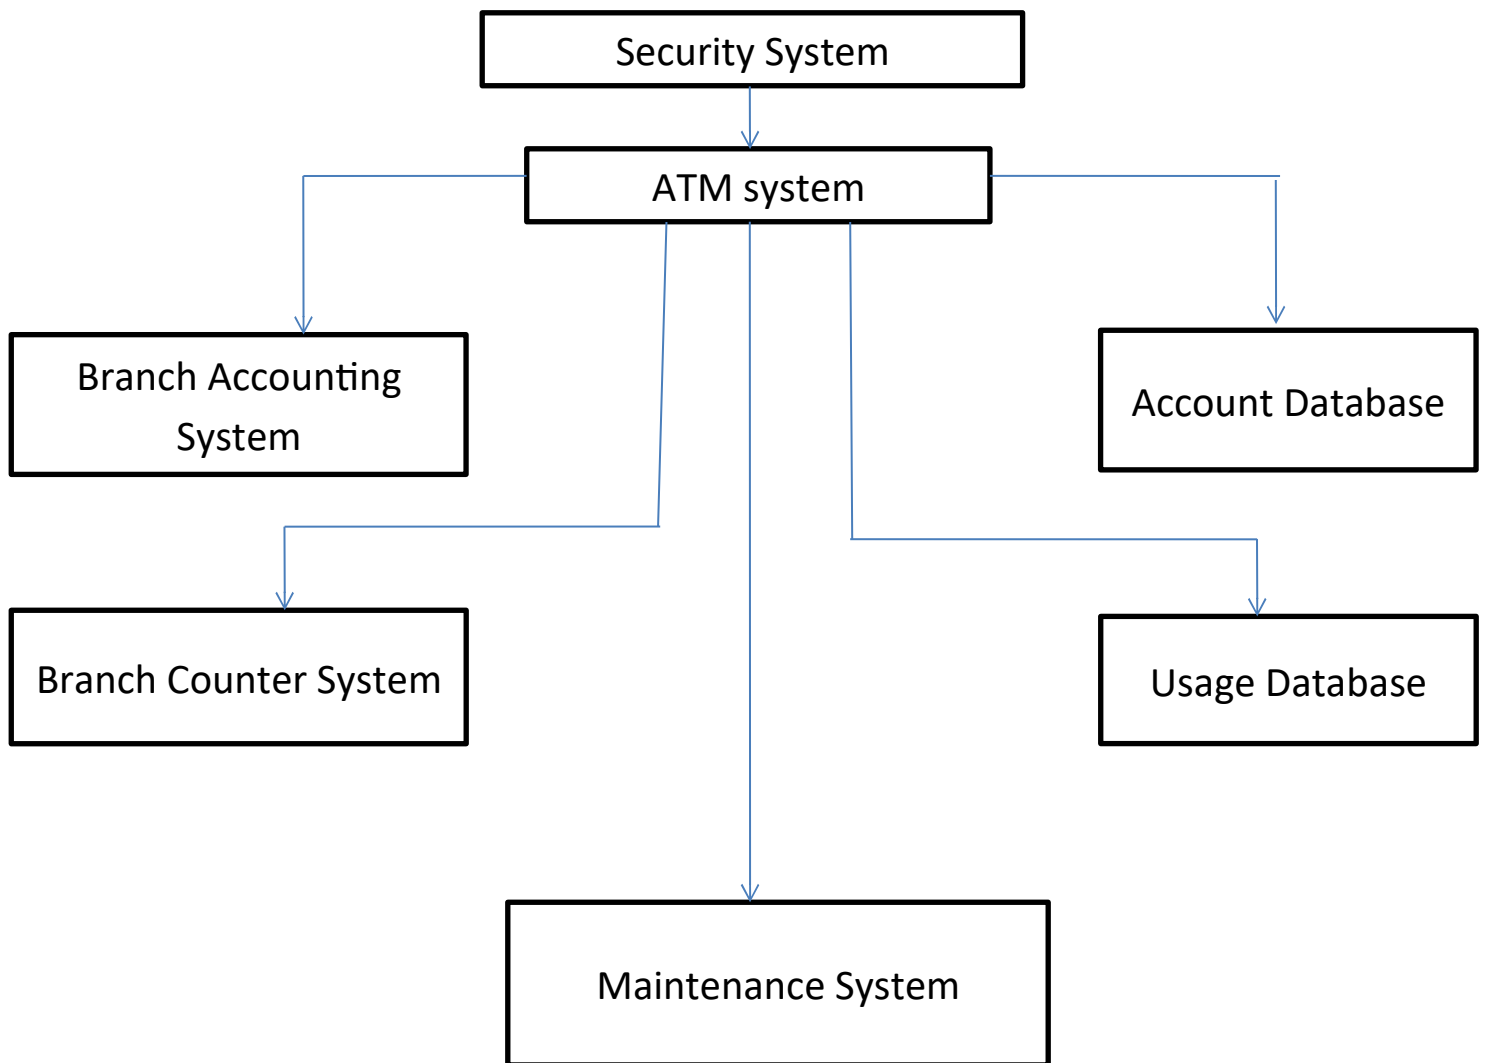 Security System
ATM system
Branch Accounting
System
Account Database
Branch Counter System
Usage Database
Maintenance System